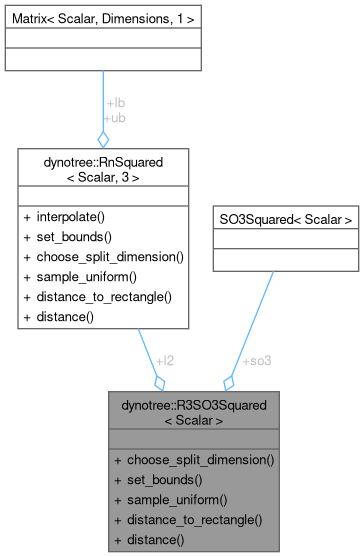 Matrix< Scalar, Dimensions, 1 >
+lb
+ub
dynotree::RnSquared
< Scalar, 3 >
+ interpolate()
+ set_bounds()
+ choose_split_dimension()
+ sample_uniform()
+ distance_to_rectangle()
+ distance()
SO3Squared< Scalar >
+l2
+so3
dynotree::R3SO3Squared
< Scalar >
+ choose_split_dimension()
+ set_bounds()
+ sample_uniform()
+ distance_to_rectangle()
+ distance()